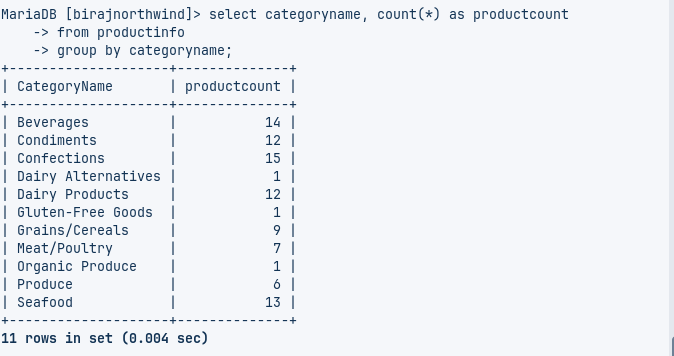 MariaDB [birajnorthwind]> select categoryname, count(*) as productcount
    -> from productinfo
    -> group by categoryname;
+--------------------+--------------+
| CategoryName       | productcount |
+--------------------+--------------+
| Beverages          |           14 |
| Condiments         |           12 |
| Confections        |           15 |
| Dairy Alternatives |            1 |
| Dairy Products     |           12 |
| Gluten-Free Goods  |            1 |
| Grains/Cereals     |            9 |
| Meat/Poultry       |            7 |
| Organic Produce    |            1 |
| Produce            |            6 |
| Seafood            |           13 |
+--------------------+--------------+
11 rows in set (0.004 sec)